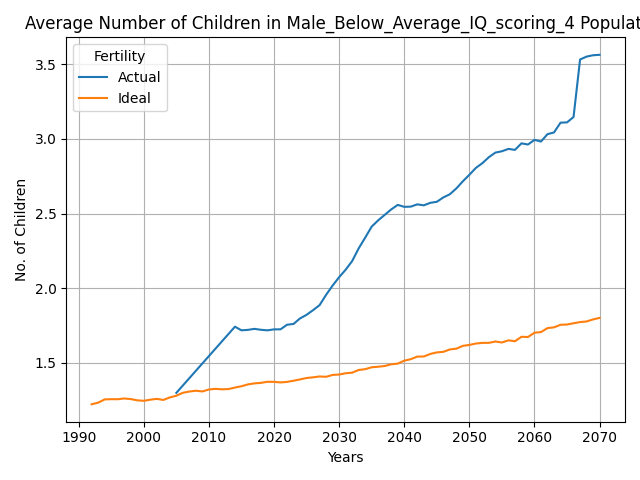 Average Number of Children in Male_Below_Average_IQ_scoring_4 Populat
Fertility
Actual
Ideal
No. of Children
3.5
3.0
2.5
2.0
1.5
1990 2000 2010 2020 2030 2040 2050 2060 2070
Years